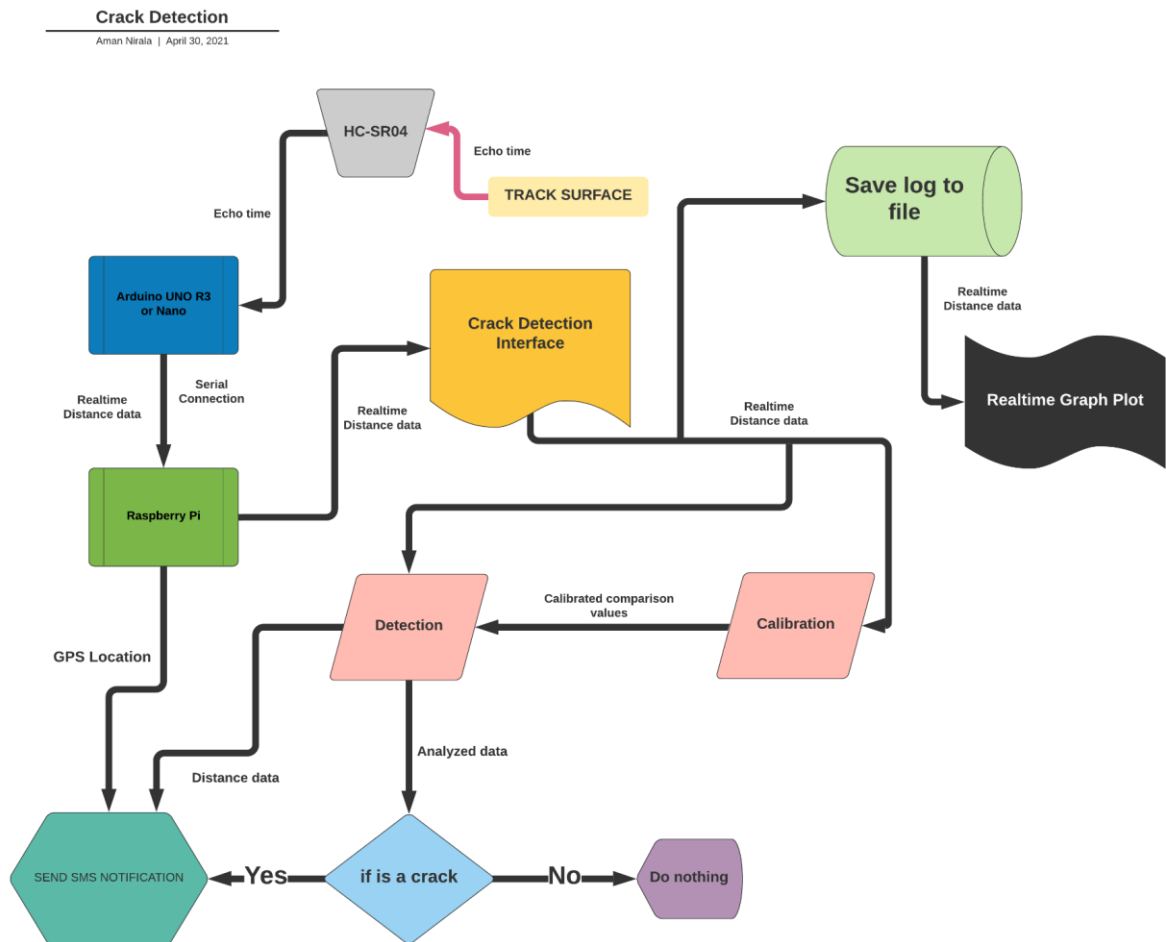 Crack Detection
Aman Nirala | April 30, 2021
HC-SR04
Echo time
TRACK SURFACE
Save log to
file
Echo time
Arduino UNO R3
or Nano
Crack Detection
Interface
Realtime
Distance data
Realtime Graph Plot
Realtime
Distance data
Serial
Connection
Realtime
Distance data
Realtime
Distance data
Raspberry Pi
Calibrated comparison
values
Detection
Calibration
GPS Location
Analyzed data
Distance data
SEND SMS NOTIFICATION
Yes
if is a crack
No
Do nothing